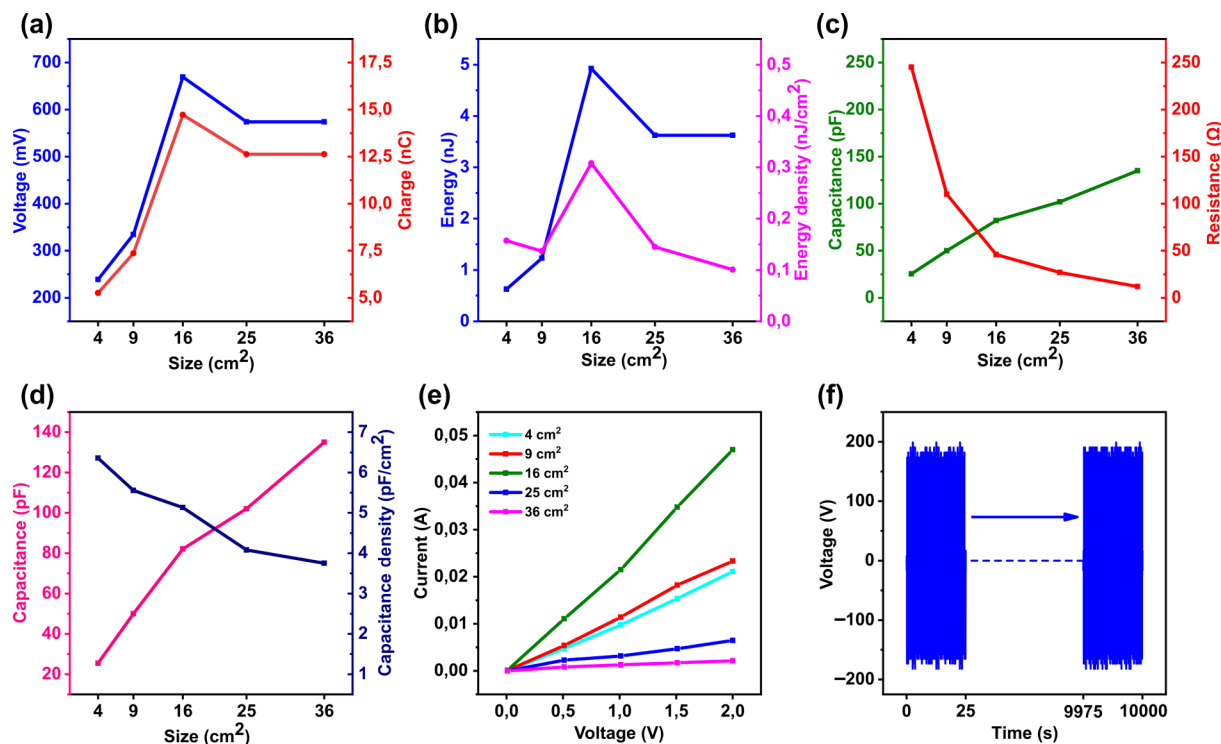 (a)
700
600
500
400
300
200
Voltage (mV)
17,5
15,0
12,5
10,0
7,5
5,0
Charge (nC)
4 9 16 25 36
Size (cm²)
(b)
5
4
3
2
1
0
Energy (nJ)
0,5
0,4
0,3
0,2
0,1
0,0
Energy density (nJ/cm²)
4 9 16 25 36
Size (cm²)
(c)
250
200
150
100
50
0
Capacitance (pF)
250
200
150
100
50
0
Resistance (Ω)
4 9 16 25 36
Size (cm²)
(d)
140
120
100
80
60
40
20
Capacitance (pF)
7
6
5
4
3
2
1
Capacitance density (pF/cm²)
4 9 16 25 36
Size (cm²)
(e)
0,05
0,04
0,03
0,02
0,01
0,00
Current (A)
4 cm²
9 cm²
16 cm²
25 cm²
36 cm²
0,0 0,5 1,0 1,5 2,0
Voltage (V)
(f)
200
100
0
−100
−200
Voltage (V)
0 25 9975 10000
Time (s)